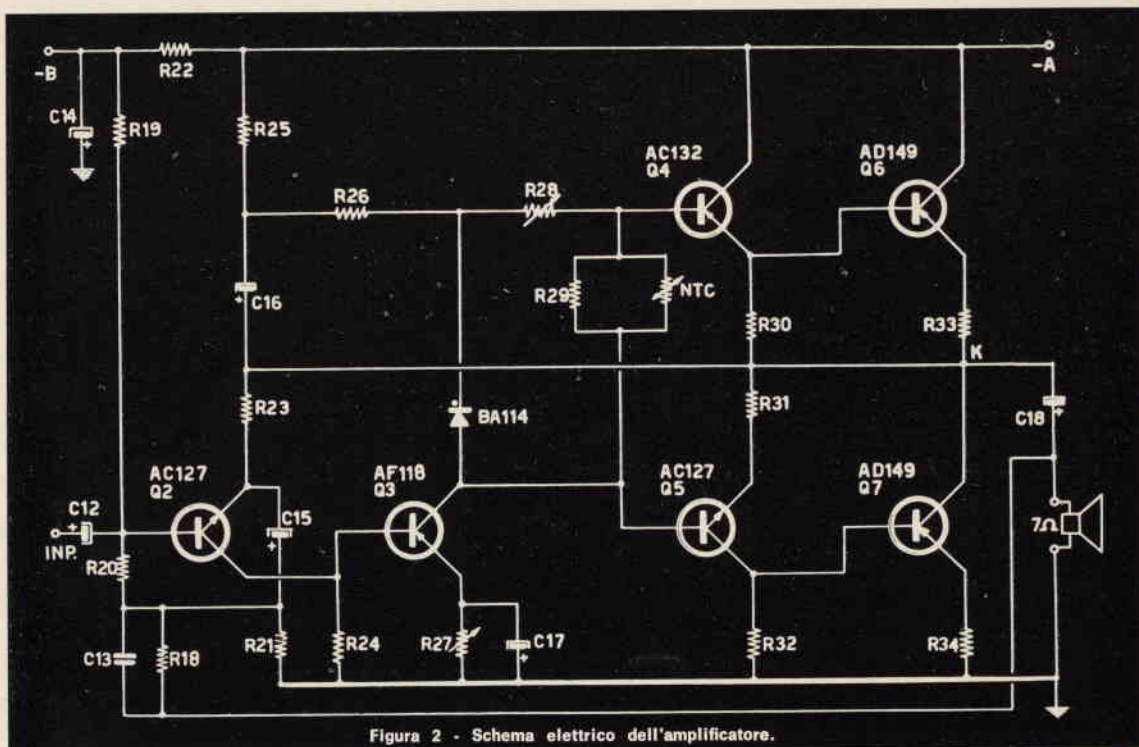 -B
R22
-A
C14
R19
R25
AC132
Q4
AD149
Q6
R26
R28
C16
R29
NTC
R30
R33
K
R23
BA114
R31
C18
AC127
Q2
AF118
Q3
AC127
Q5
AD149
Q7
C12
INP.
C15
7Ω
R20
C13
R18
R21
R24
R27
C17
R32
R34
Figura 2 - Schema elettrico dell'amplificatore.